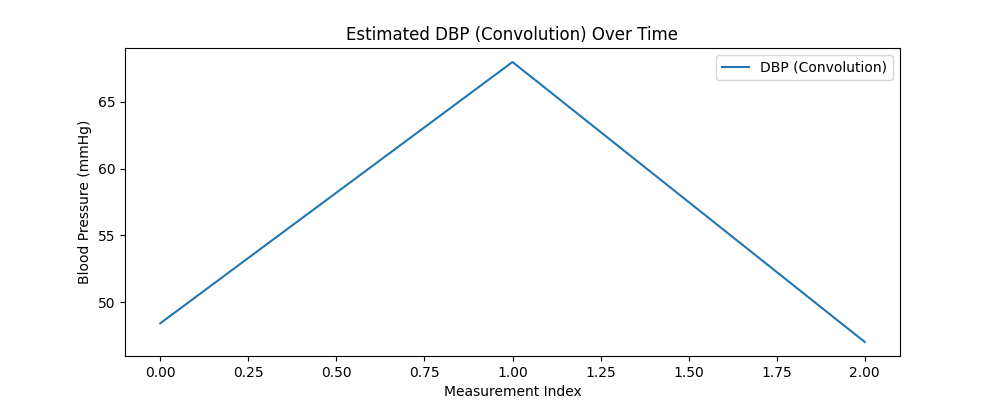 Estimated DBP (Convolution) Over Time
DBP (Convolution)
Blood Pressure (mmHg)
65
60
55
50
0.00 0.25 0.50 0.75 1.00 1.25 1.50 1.75 2.00
Measurement Index